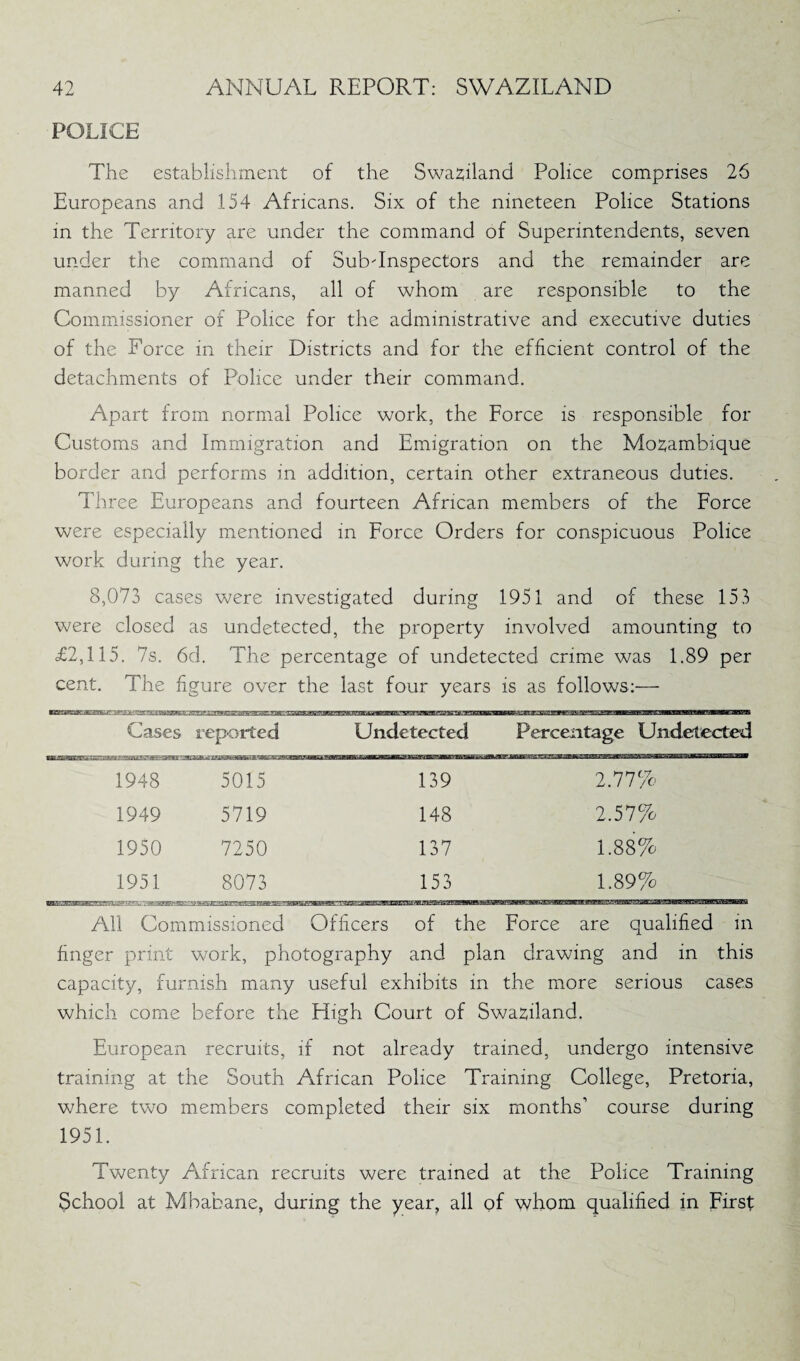 42 ANNUAL REPORT: SWAZILAND
POLICE
The establishment of the Swaziland Police comprises 26
Europeans and 154 Africans. Six of the nineteen Police Stations
in the Territory are under the command of Superintendents, seven
under the command of Sub-Inspectors and the remainder are
manned by Africans, all of whom are responsible to the
Commissioner of Police for the administrative and executive duties
of the Force in their Districts and for the efficient control of the
detachments of Police under their command.
Apart from normal Police work, the Force is responsible for
Customs and Immigration and Emigration on the Mozambique
border and performs in addition, certain other extraneous duties.
Three Europeans and fourteen African members of the Force
were especially mentioned in Force Orders for conspicuous Police
work during the year.
8,073 cases were investigated during 1951 and of these 153
were closed as undetected, the property involved amounting to
£2,115. 7s. 6d. The percentage of undetected crime was 1.89 per
cent. The figure over the last four years is as follows:—
Cases reported Undetected Percentage Undetected
1948 5015 139 2.77%
1949 5719 148 2.57%
1950 7250 137 1.88%
1951 8073 153 1.89%
All Commissioned Officers of the Force are qualified in
finger print work, photography and plan drawing and in this
capacity, furnish many useful exhibits in the more serious cases
which come before the High Court of Swaziland.
European recruits, if not already trained, undergo intensive
training at the South African Police Training College, Pretoria,
where two members completed their six months' course during
1951.
Twenty African recruits were trained at the Police Training
School at Mbabane, during the year, all of whom qualified in First